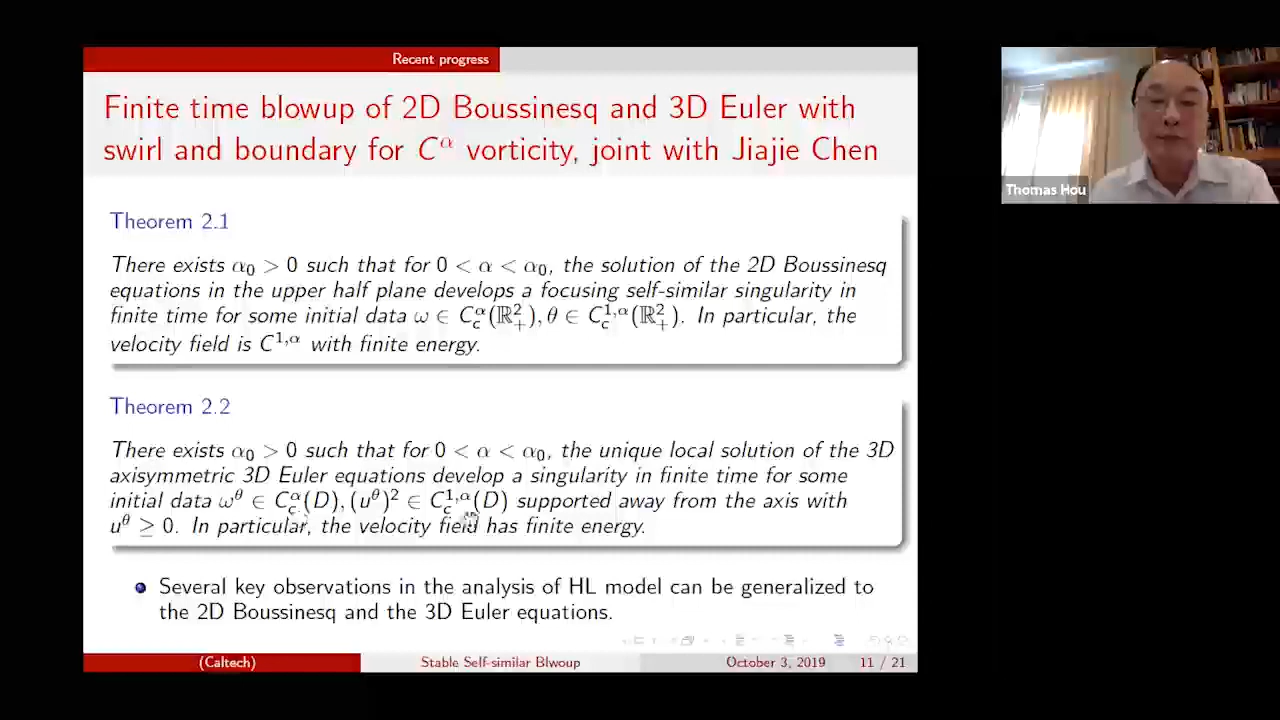 Recent progress
Finite time blowup of 2D Boussinesq and 3D Euler with
swirl and boundary for C^α vorticity, joint with Jiajie Chen
Thomas Hou
Theorem 2.1
There exists α₀ > 0 such that for 0 < α < α₀, the solution of the 2D Boussinesq
equations in the upper half plane develops a focusing self-similar singularity in
finite time for some initial data ω ∈ C_c^α(ℝ_+^2), θ ∈ C_c^{1,α}(ℝ_+^2). In particular, the
velocity field is C^{1,α} with finite energy.
Theorem 2.2
There exists α₀ > 0 such that for 0 < α < α₀, the unique local solution of the 3D
axisymmetric 3D Euler equations develop a singularity in finite time for some
initial data ω^θ ∈ C_c^α(D), (u^θ)^2 ∈ C_c^{1,α}(D) supported away from the axis with
u^θ ≥ 0. In particular, the velocity field has finite energy.
Several key observations in the analysis of HL model can be generalized to
the 2D Boussinesq and the 3D Euler equations.
(Caltech)
Stable Self-similar Blwoup
October 3, 2019
11 / 21